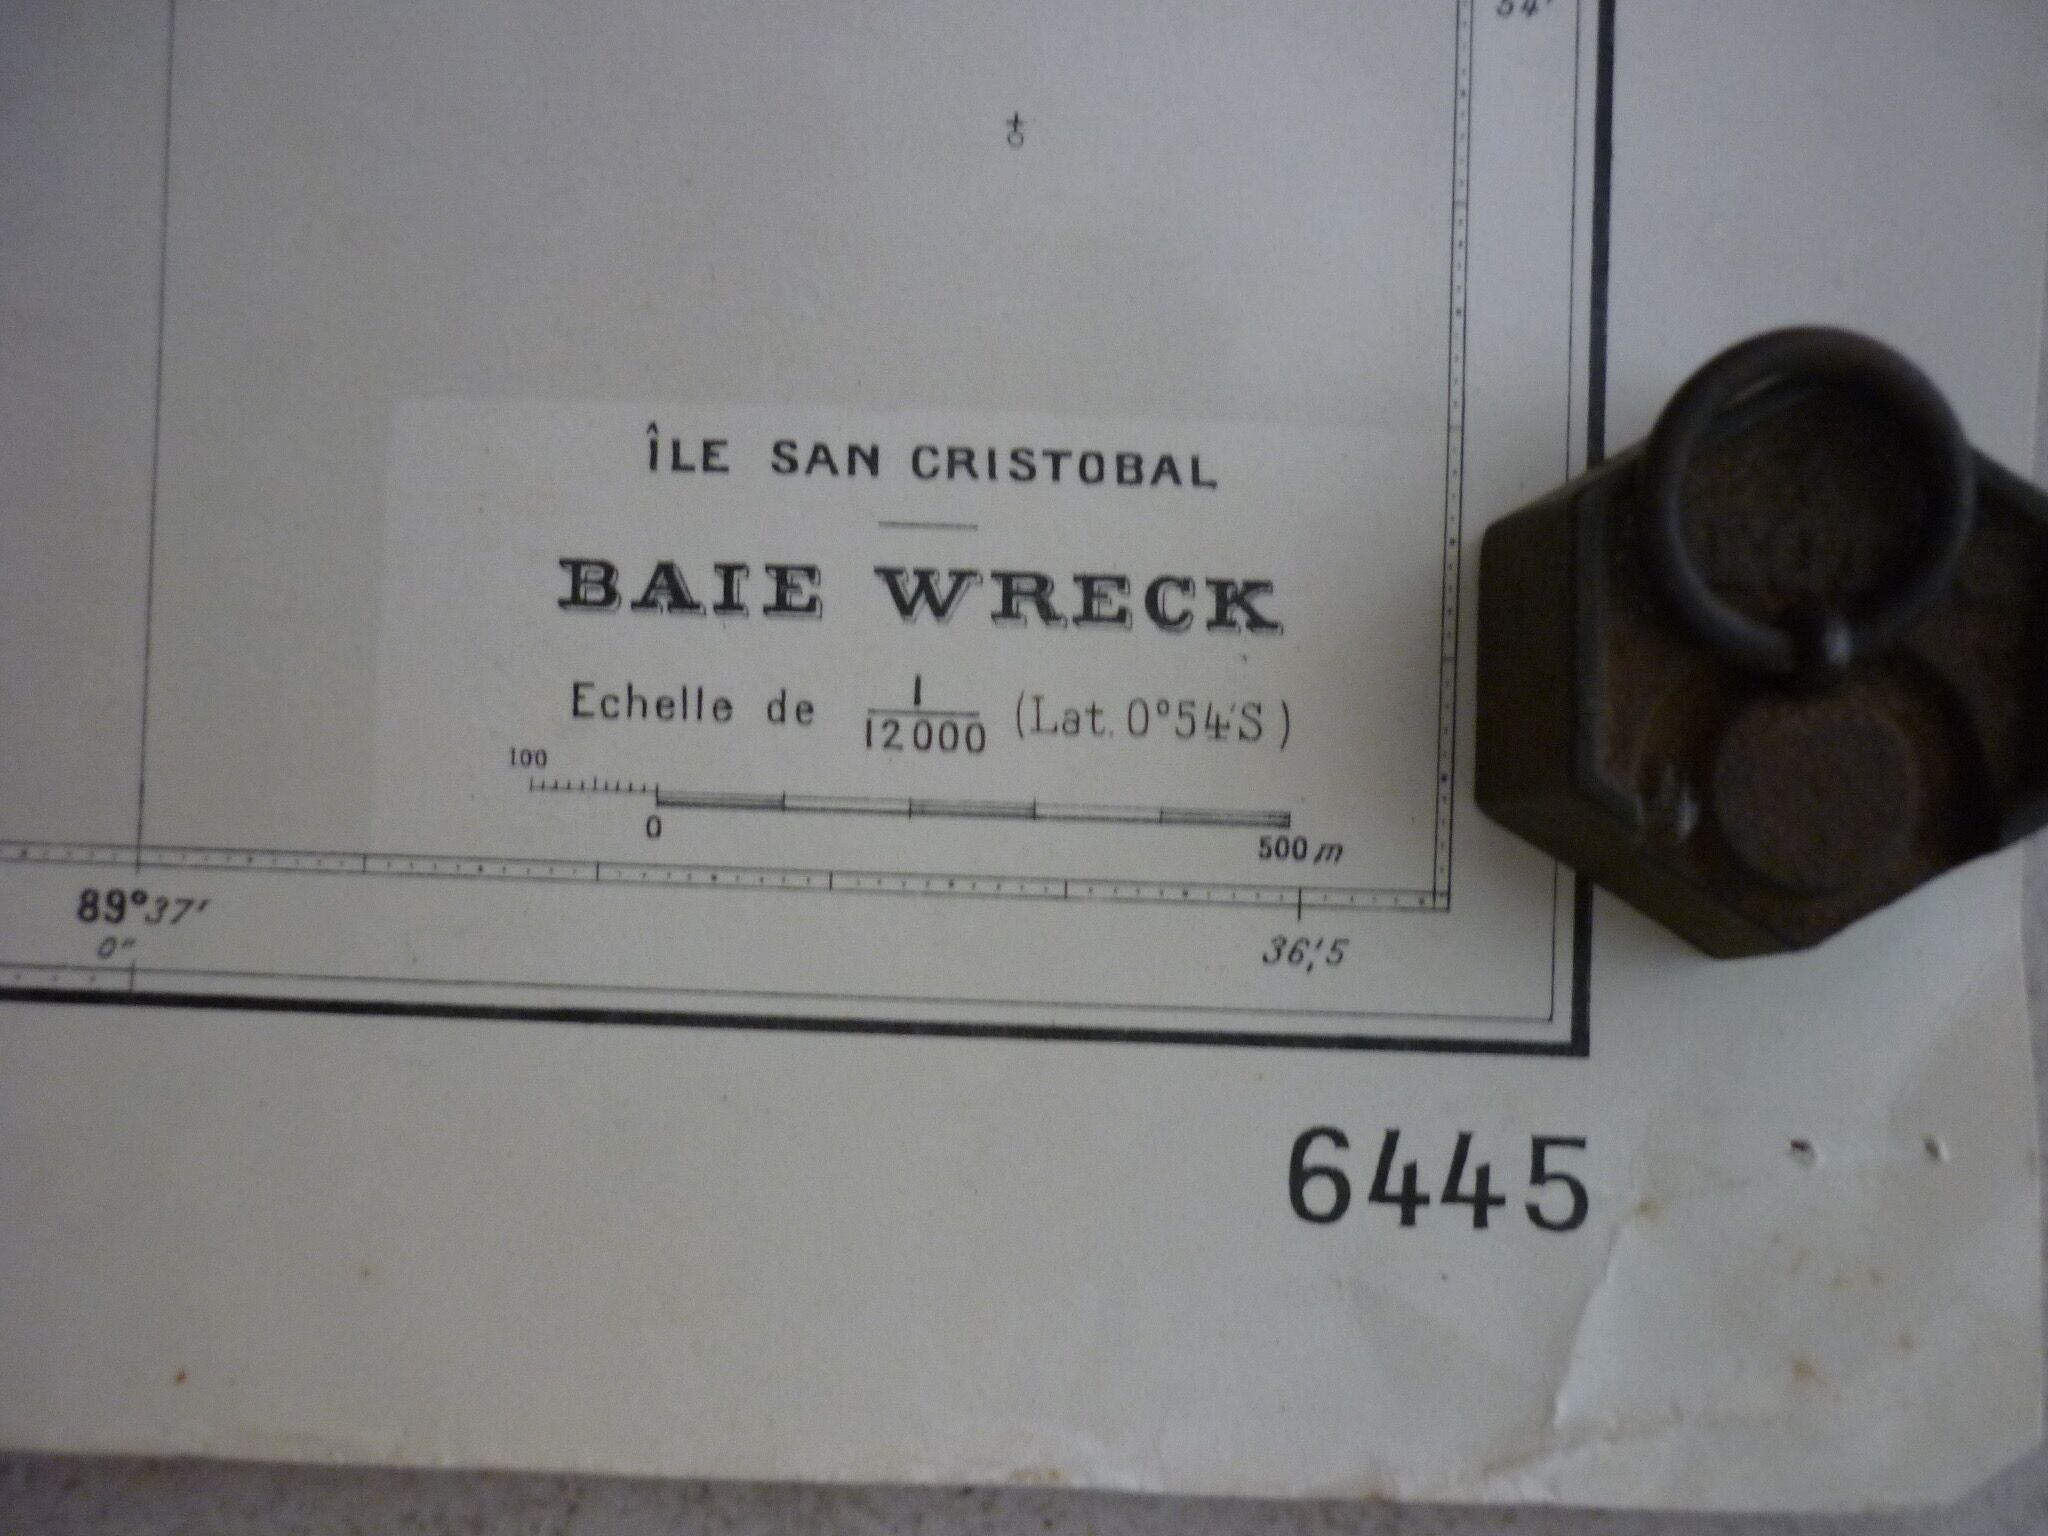 54'
ÎLE SAN CRISTOBAL
BAIE WRECK
Echelle de 1/12000 (Lat. 0°54'S)
100
0
500 m
89°37'
0"
36',5
6445